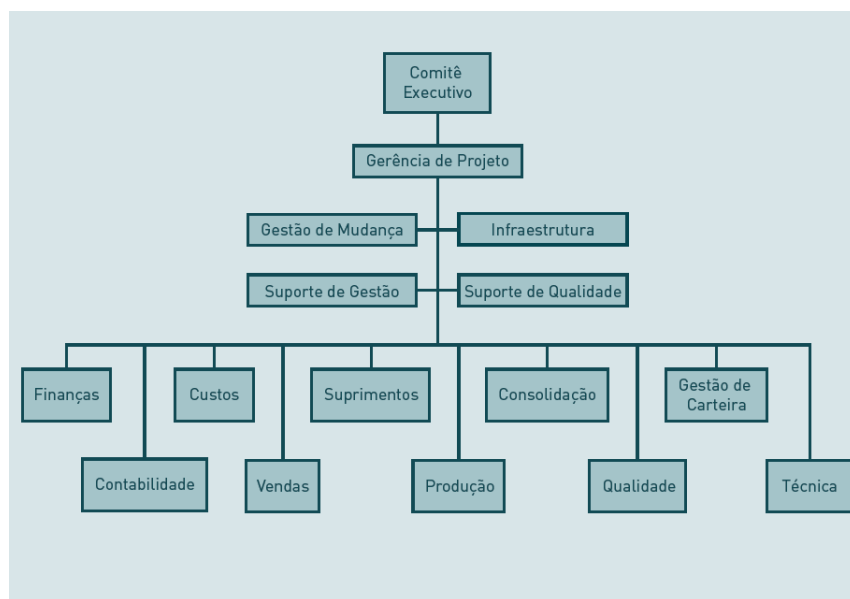 Comitê
Executivo
Gerência de Projeto
Gestão de Mudança
Infraestrutura
Suporte de Gestão
Suporte de Qualidade
Finanças
Custos
Suprimentos
Consolidação
Gestão de
Carteira
Contabilidade
Vendas
Produção
Qualidade
Técnica